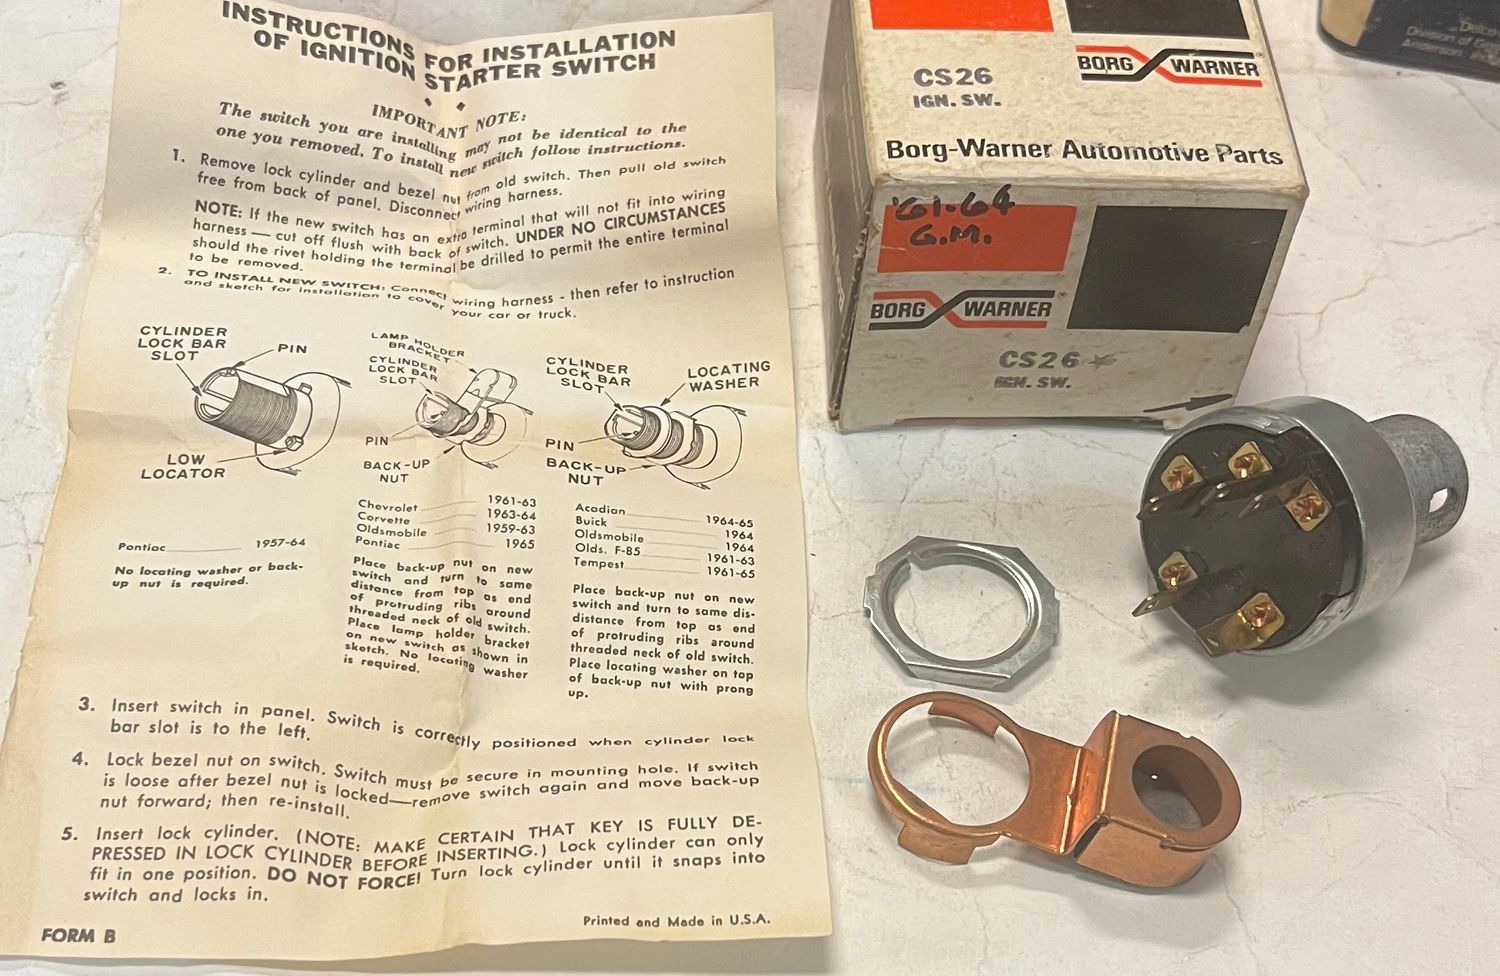 INSTRUCTIONS FOR INSTALLATION
OF IGNITION STARTER SWITCH
IMPORTANT NOTE:
The switch you are installing may not be identical to the
one you removed. To install new switch follow instructions.
1. Remove lock cylinder and bezel nut from old switch. Then pull old switch
free from back of panel. Disconnect wiring harness.
NOTE: If the new switch has an extra terminal that will not fit into wiring
harness — cut off flush with back of switch. UNDER NO CIRCUMSTANCES
should the rivet holding the terminal be drilled to permit the entire terminal
to be removed.
2. TO INSTALL NEW SWITCH: Connect wiring harness - then refer to instruction
and sketch for installation to cover your car or truck.
CYLINDER
LOCK BAR
SLOT
PIN
LOW
LOCATOR
LAMP HOLDER
BRACKET
CYLINDER
LOCK BAR
SLOT
PIN
BACK-UP
NUT
CYLINDER
LOCK BAR
SLOT
LOCATING
WASHER
PIN
BACK-UP
NUT
Pontiac 1957-64
No locating washer or back-
up nut is required.
Chevrolet 1961-63
Corvette 1963-64
Oldsmobile 1959-63
Pontiac 1965
Place back-up nut on new
switch and turn to same
distance from top as end
of protruding ribs around
threaded neck of old switch.
Place lamp holder bracket
on new switch as shown in
sketch. No locating washer
is required.
Acadian 1964-65
Buick 1964
Oldsmobile 1964
Olds. F-85 1961-63
Tempest 1961-65
Place back-up nut on new
switch and turn to same dis-
distance from top as end
of protruding ribs around
threaded neck of old switch.
Place locating washer on top
of back-up nut with prong
up.
3. Insert switch in panel. Switch is correctly positioned when cylinder lock
bar slot is to the left.
4. Lock bezel nut on switch. Switch must be secure in mounting hole. If switch
is loose after bezel nut is locked—remove switch again and move back-up
nut forward; then re-install.
5. Insert lock cylinder. (NOTE: MAKE CERTAIN THAT KEY IS FULLY DE-
PRESSED IN LOCK CYLINDER BEFORE INSERTING.) Lock cylinder can only
fit in one position. DO NOT FORCE! Turn lock cylinder until it snaps into
switch and locks in.
FORM B
Printed and Made in U.S.A.
CS26
IGN. SW.
BORG WARNER
Borg-Warner Automotive Parts
'61-64
G.M.
BORG WARNER
CS26
IGN. SW.
Division of